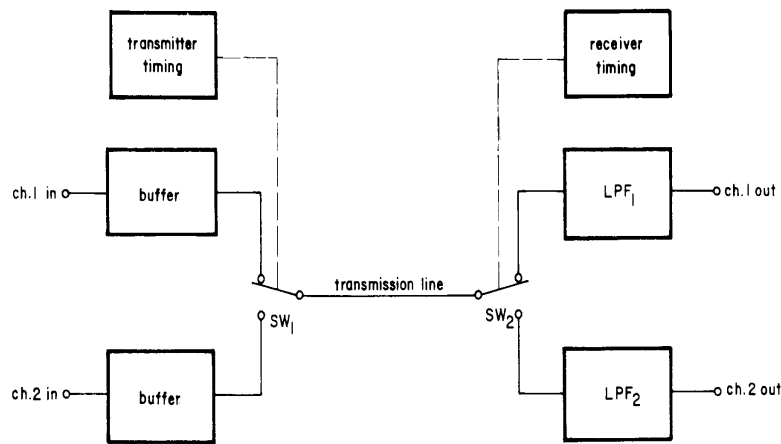 transmitter
timing
receiver
timing
ch.1 in
buffer
LPF1
ch.1 out
transmission line
SW1
SW2
ch.2 in
buffer
LPF2
ch.2 out